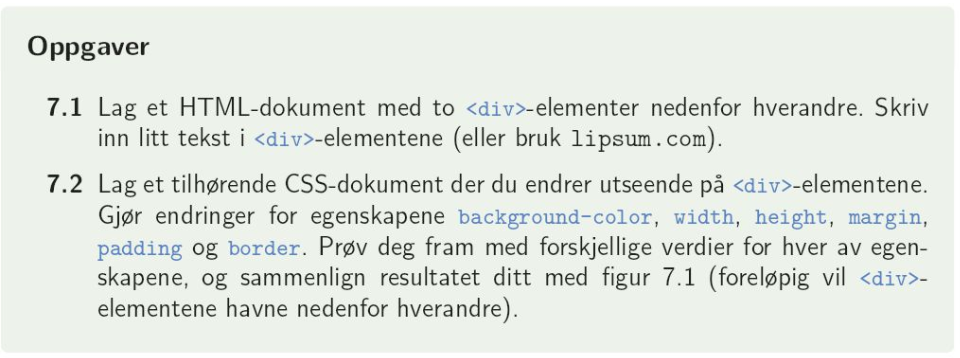 Oppgaver
7.1 Lag et HTML-dokument med to <div>-elementer nedenfor hverandre. Skriv
inn litt tekst i <div>-elementene (eller bruk lipsum.com).
7.2 Lag et tilhørende CSS-dokument der du endrer utseende på <div>-elementene.
Gjør endringer for egenskapene background-color, width, height, margin,
padding og border. Prøv deg fram med forskjellige verdier for hver av egen-
skapene, og sammenlign resultatet ditt med figur 7.1 (foreløpig vil <div>-
elementene havne nedenfor hverandre).